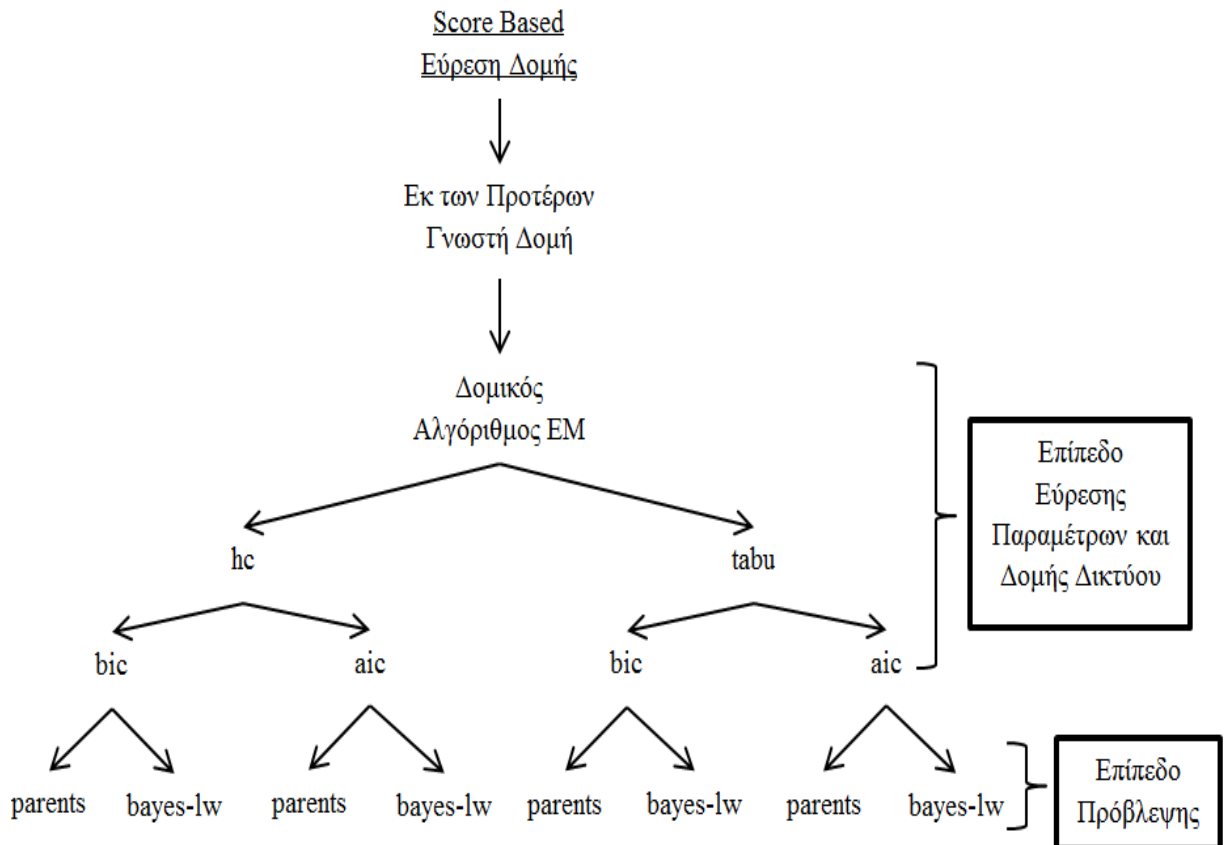 Score Based
Εύρεση Δομής
Εκ των Προτέρων
Γνωστή Δομή
Δομικός
Αλγόριθμος EM
Επίπεδο
Εύρεσης
Παραμέτρων και
Δομής Δικτύου
hc tabu
bic aic bic aic
parents bayes-lw parents bayes-lw parents bayes-lw parents bayes-lw
Επίπεδο
Πρόβλεψης